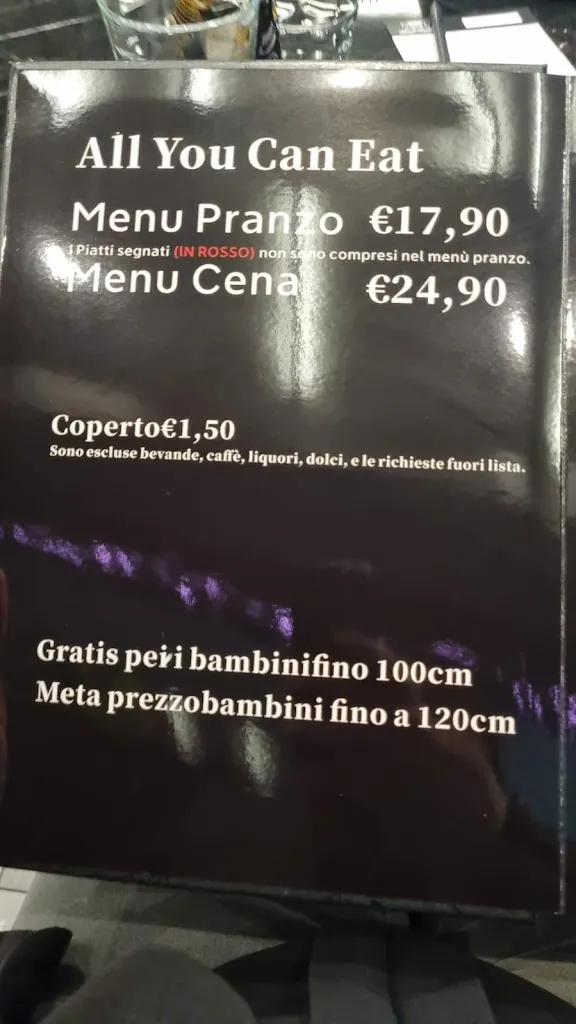 All You Can Eat
Menu Pranzo €17,90
I Piatti segnati (IN ROSSO) non sono compresi nel menù pranzo.
Menu Cena €24,90
Coperto€1,50
Sono escluse bevande, caffè, liquori, dolci, e le richieste fuori lista.
Gratis per i bambinifino 100cm
Meta prezzobambini fino a 120cm